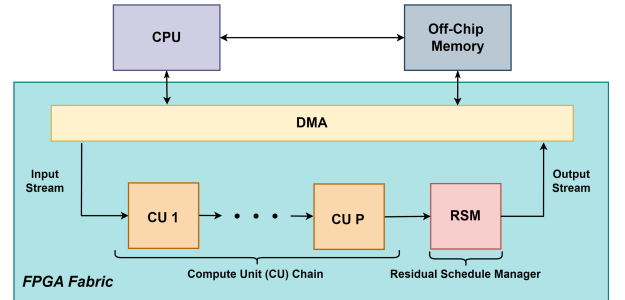 CPU
Off-Chip
Memory
DMA
Input
Stream
Output
Stream
CU 1
CU P
RSM
Compute Unit (CU) Chain
Residual Schedule Manager
FPGA Fabric